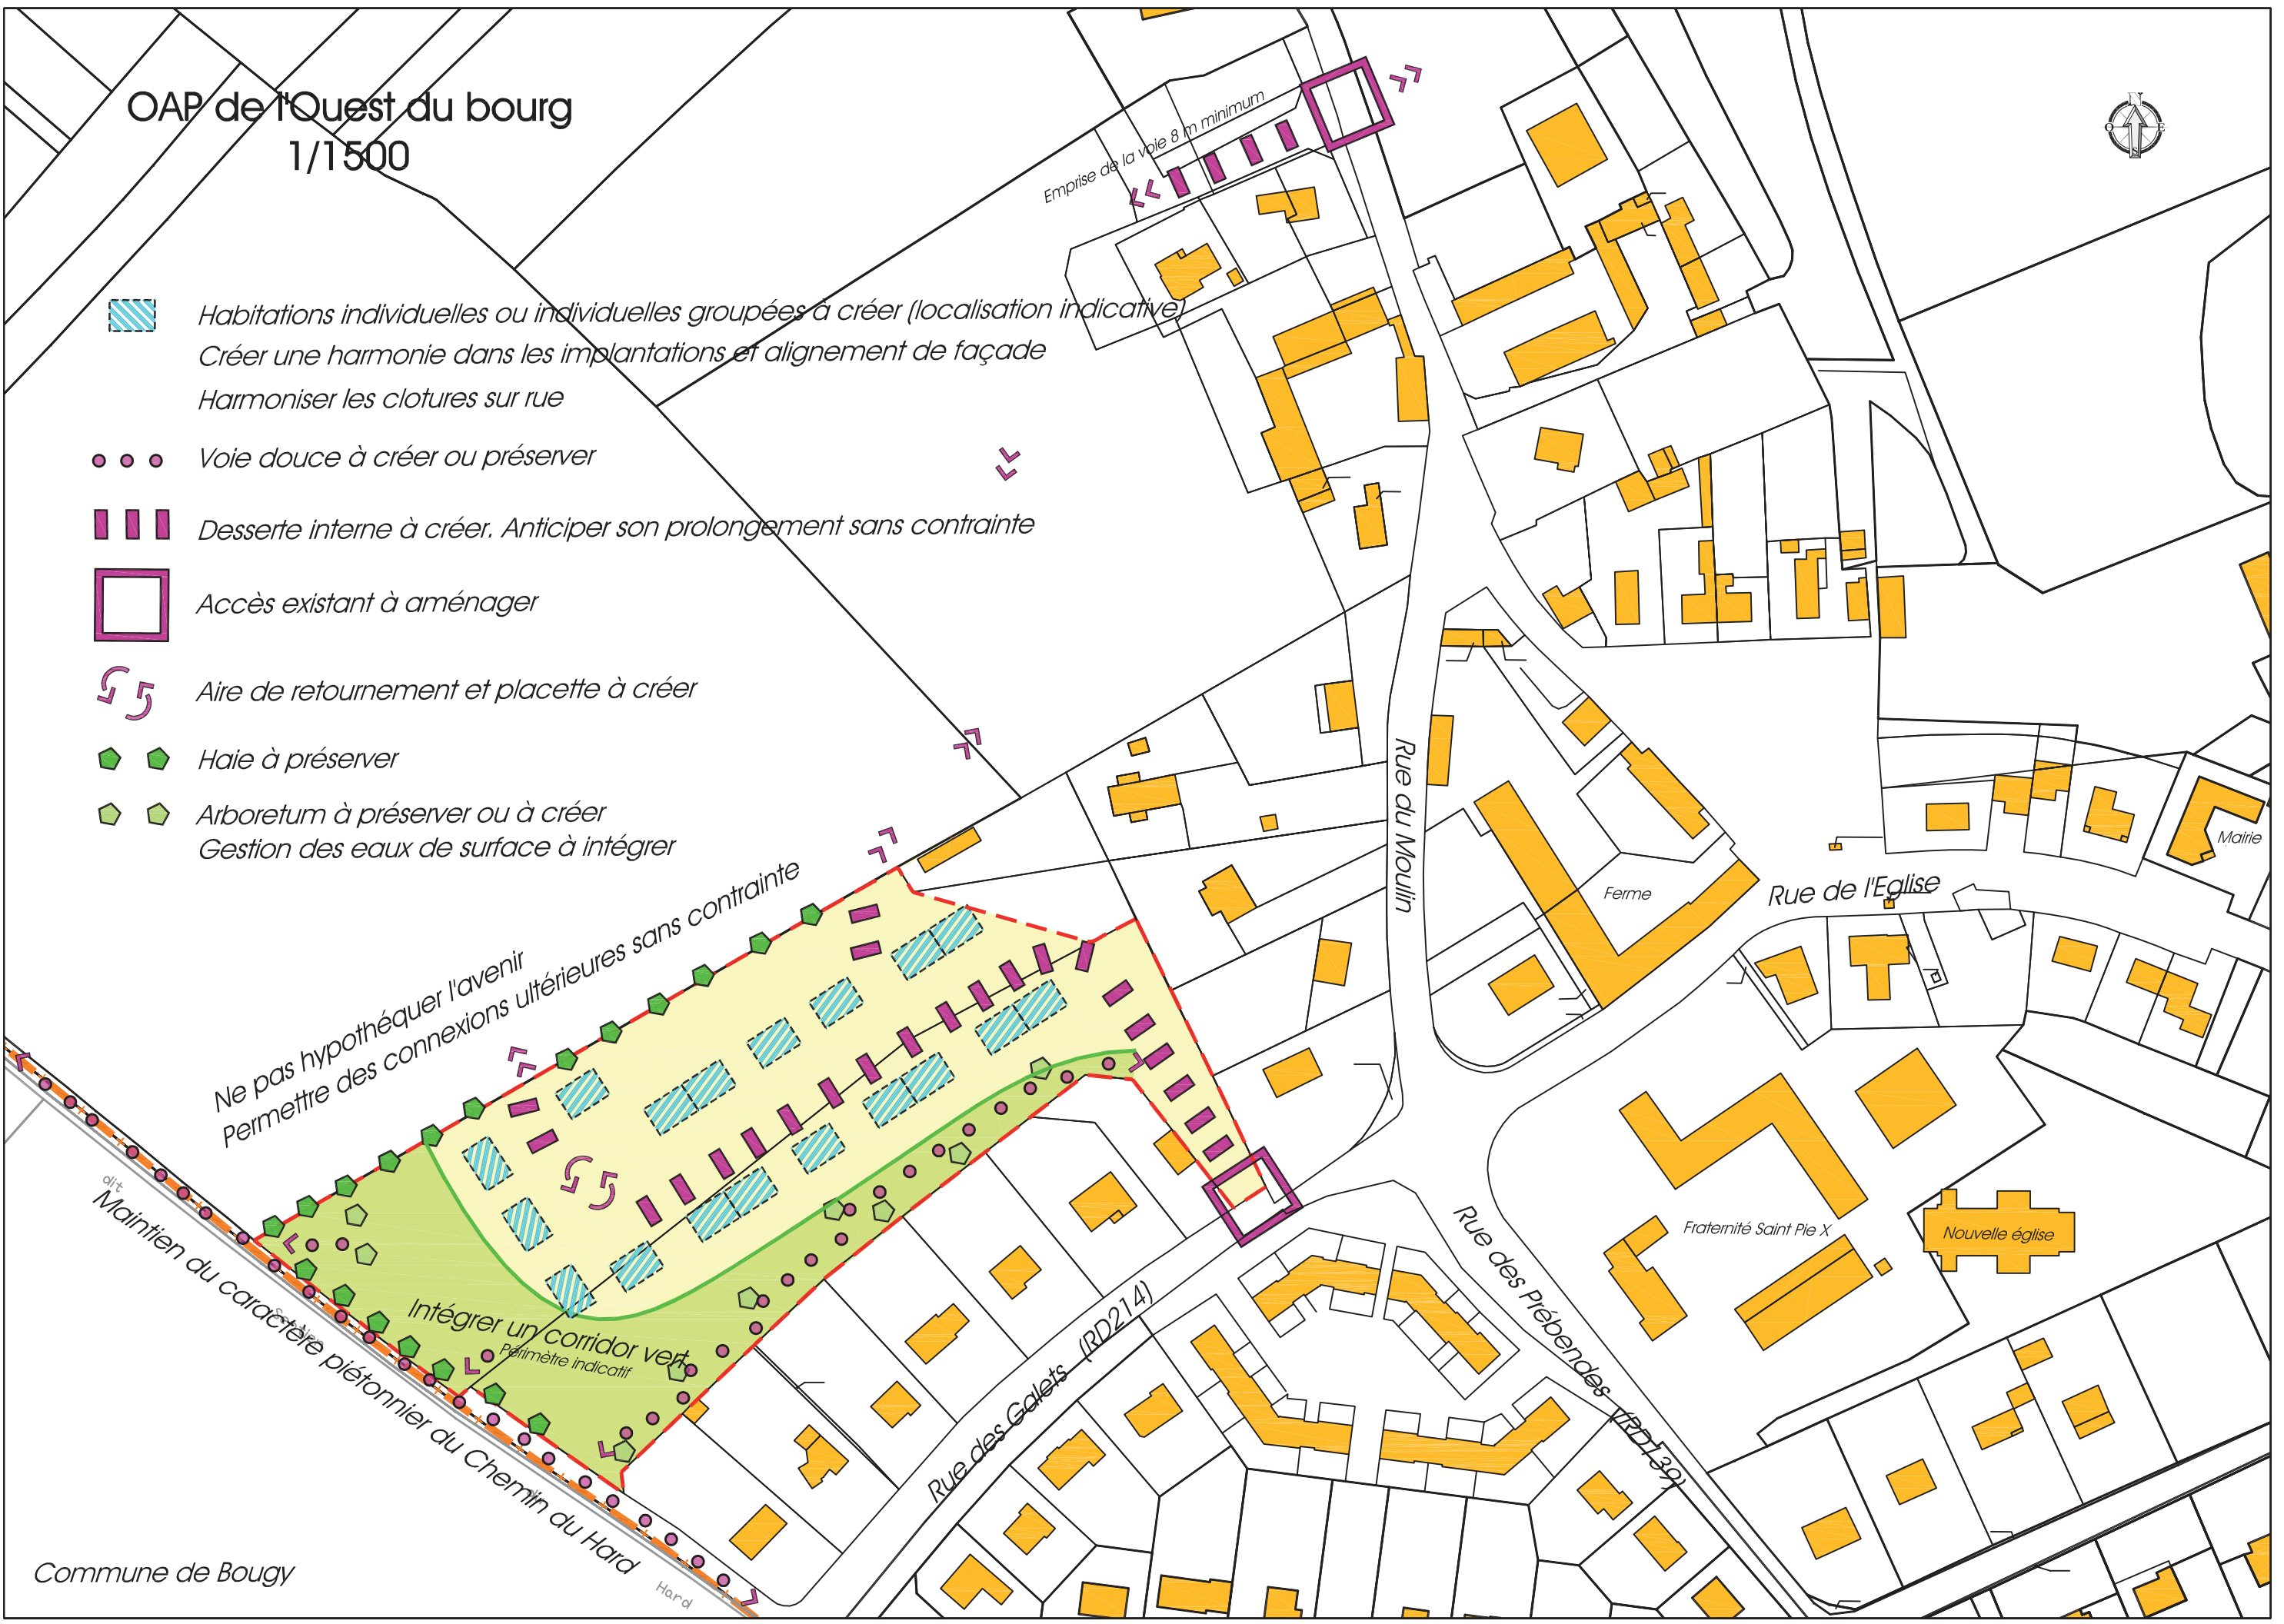 OAP de l'Ouest du bourg
1/1500
Emprise de la voie 8 m minimum
N
O
E
S
Habitations individuelles ou individuelles groupées à créer (localisation indicative)
Créer une harmonie dans les implantations et alignement de façade
Harmoniser les clotures sur rue
Voie douce à créer ou préserver
Desserte interne à créer. Anticiper son prolongement sans contrainte
Accès existant à aménager
Aire de retournement et placette à créer
Haie à préserver
Arboretum à préserver ou à créer
Gestion des eaux de surface à intégrer
Ne pas hypothéquer l'avenir
Permettre des connexions ultérieures sans contrainte
Rue du Moulin
Ferme
Rue de l'Eglise
Mairie
Fraternité Saint Pie X
Nouvelle église
Rue des Prébendes (RD139)
Rue des Galets (RD214)
Intégrer un corridor vert
Périmètre indicatif
dit
Maintien du caractère piétonnier du Chemin du Hard
du
Hard
Commune de Bougy